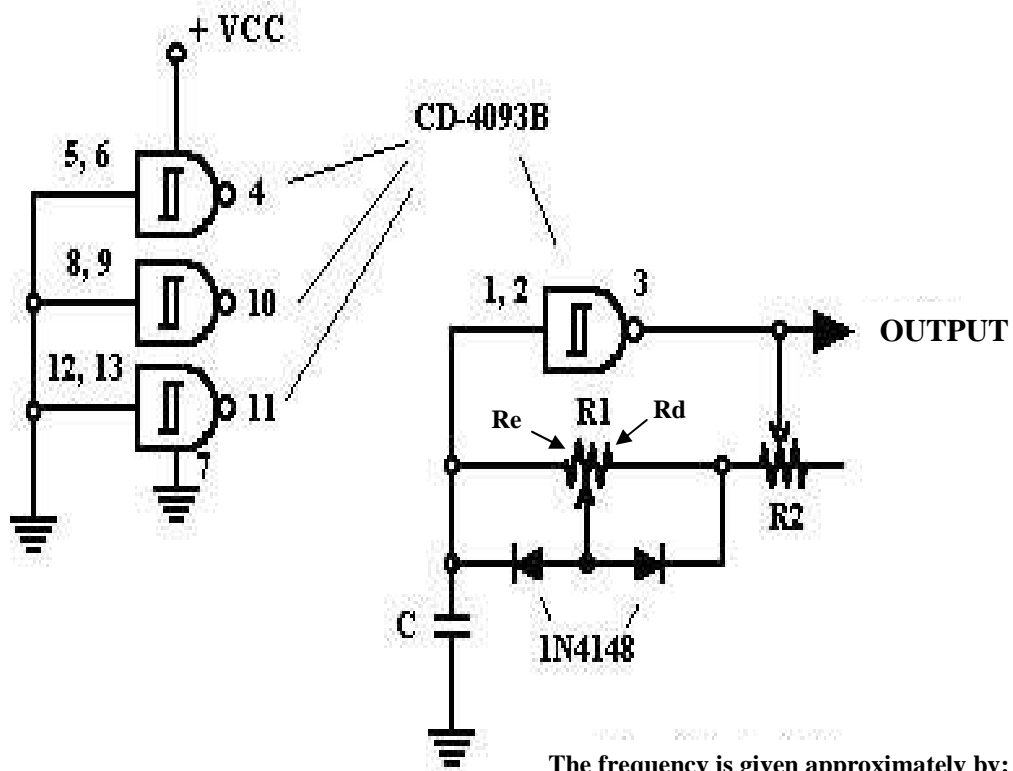 + VCC
CD-4093B
5, 6
4
8, 9
10
12, 13
11
7
1, 2
3
OUTPUT
Re
R1
Rd
R2
C
1N4148
The frequency is given approximately by: